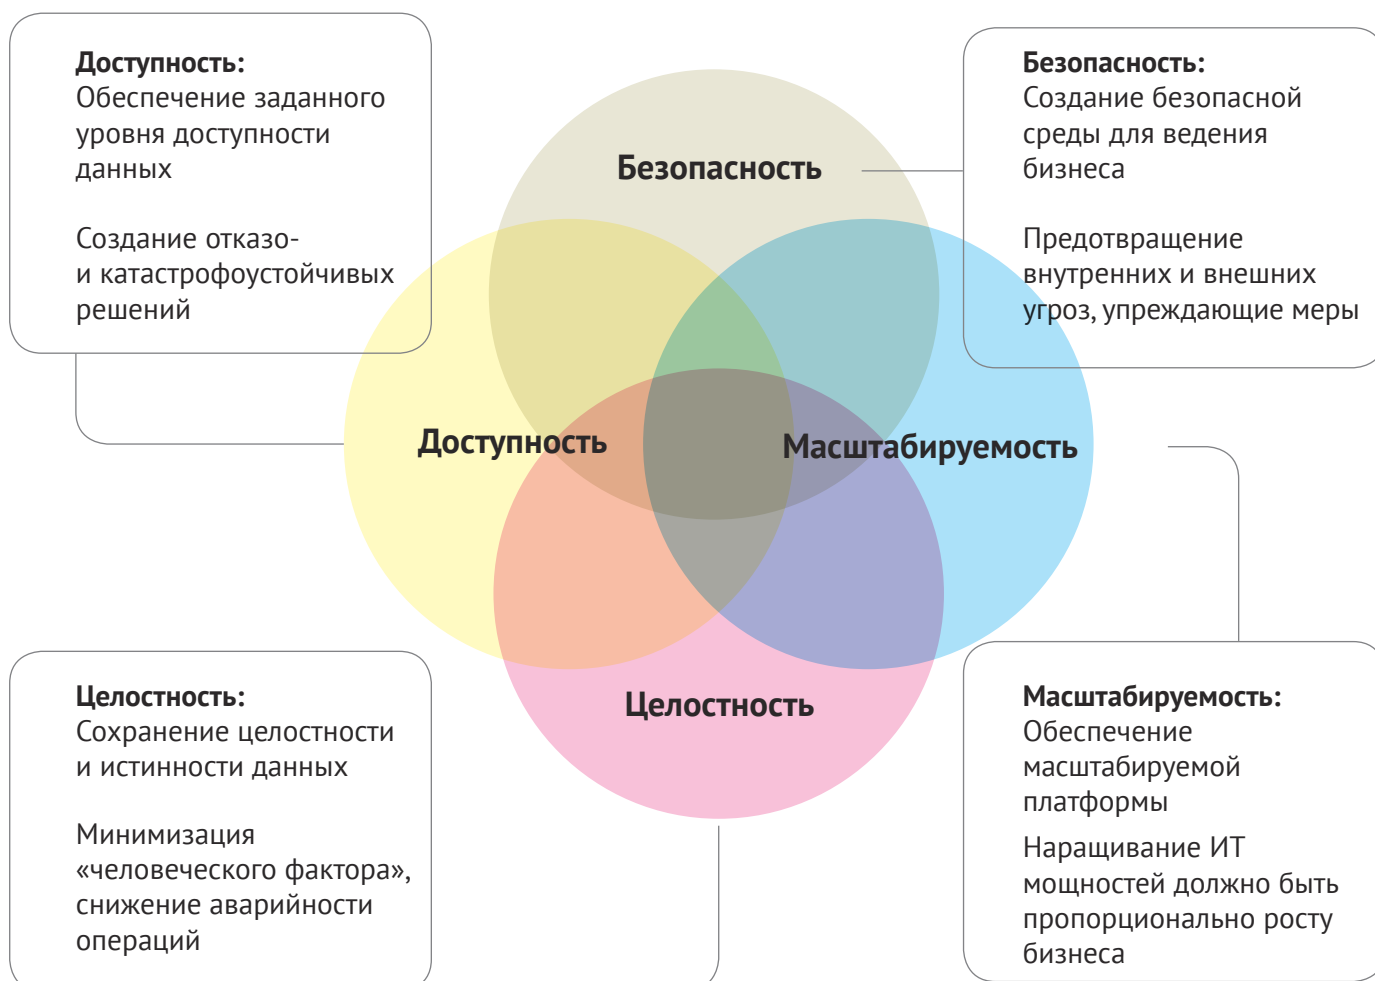 Доступность:
Обеспечение заданного
уровня доступности
данных
Создание отказо-
и катастрофоустойчивых
решений
Безопасность:
Создание безопасной
среды для ведения
бизнеса
Предотвращение
внутренних и внешних
угроз, упреждающие меры
Безопасность
Доступность
Масштабируемость
Целостность
Целостность:
Сохранение целостности
и истинности данных
Минимизация
«человеческого фактора»,
снижение аварийности
операций
Масштабируемость:
Обеспечение
масштабируемой
платформы
Наращивание ИТ
мощностей должно быть
пропорционально росту
бизнеса